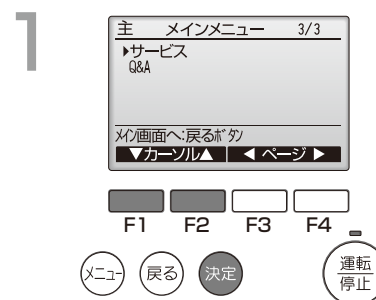 1
主 メインメニュー 3/3
▶サービス
Q&A
メイン画面へ:戻るボタン
▼カーソル▲ ◀ ページ ▶
F1 F2 F3 F4
メニュー 戻る 決定 運転
停止